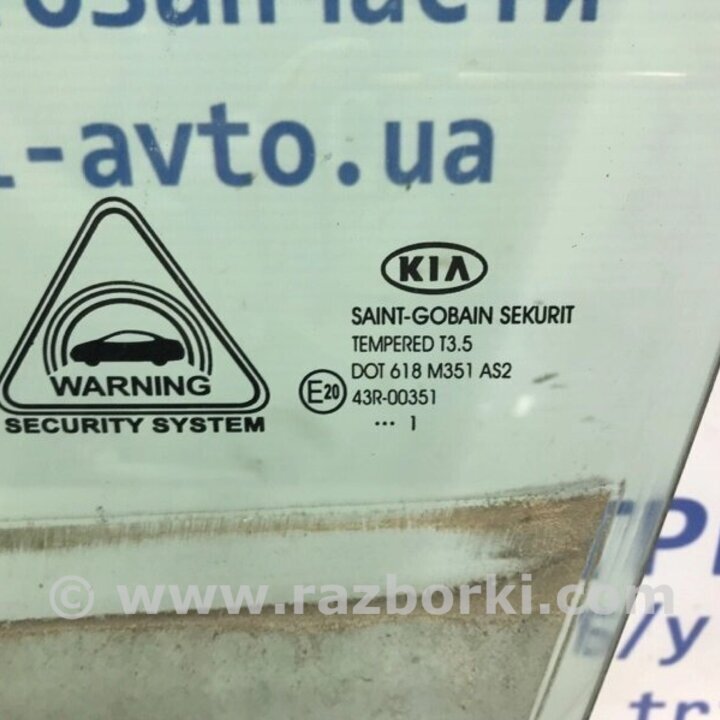 l-avto.ua
KIA
SAINT-GOBAIN SEKURIT
TEMPERED T3.5
DOT 618 M351 AS2
E20 43R-00351
... 1
WARNING
SECURITY SYSTEM
© www.razborki.com
Б/у